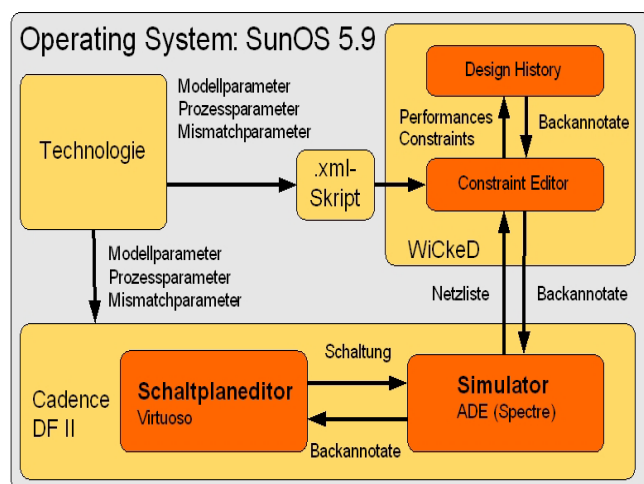 Operating System: SunOS 5.9
Technologie
Modellparameter
Prozessparameter
Mismatchparameter
.xml-
Skript
Design History
Performances
Constraints
Backannotate
Constraint Editor
WiCkeD
Modellparameter
Prozessparameter
Mismatchparameter
Netzliste
Backannotate
Cadence
DF II
Schaltplaneditor
Virtuoso
Schaltung
Backannotate
Simulator
ADE (Spectre)